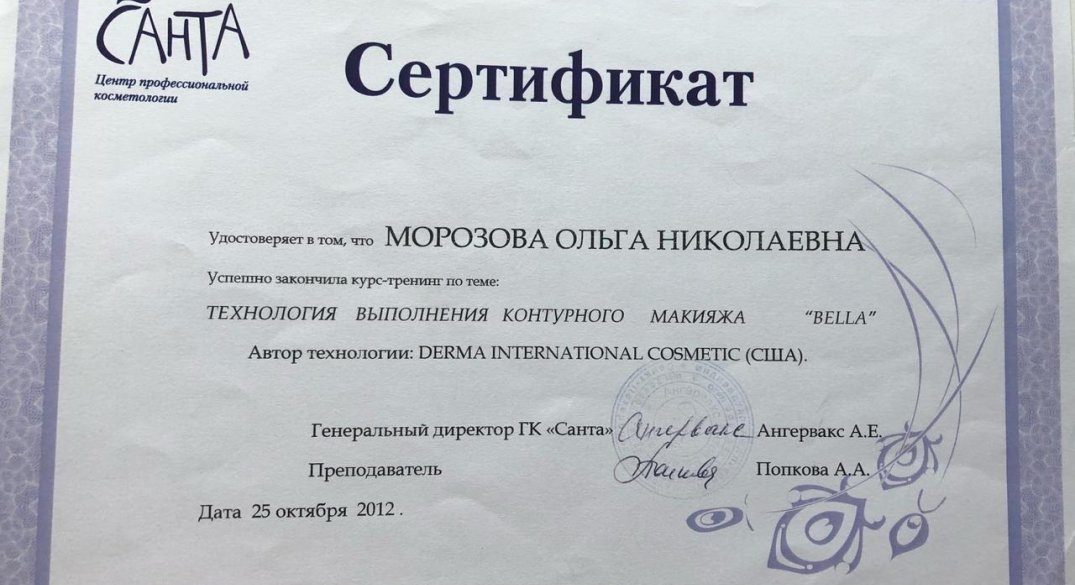 САНТА
Центр профессиональной
косметологии
Сертификат
Удостоверяет в том, что МОРОЗОВА ОЛЬГА НИКОЛАЕВНА
Успешно закончила курс-тренинг по теме:
ТЕХНОЛОГИЯ ВЫПОЛНЕНИЯ КОНТУРНОГО МАКИЯЖА "BELLA"
Автор технологии: DERMA INTERNATIONAL COSMETIC (США).
Генеральный директор ГК «Санта» Ангервакс Ангервакс А.Е.
Преподаватель Попкова А.А.
Дата 25 октября 2012 .